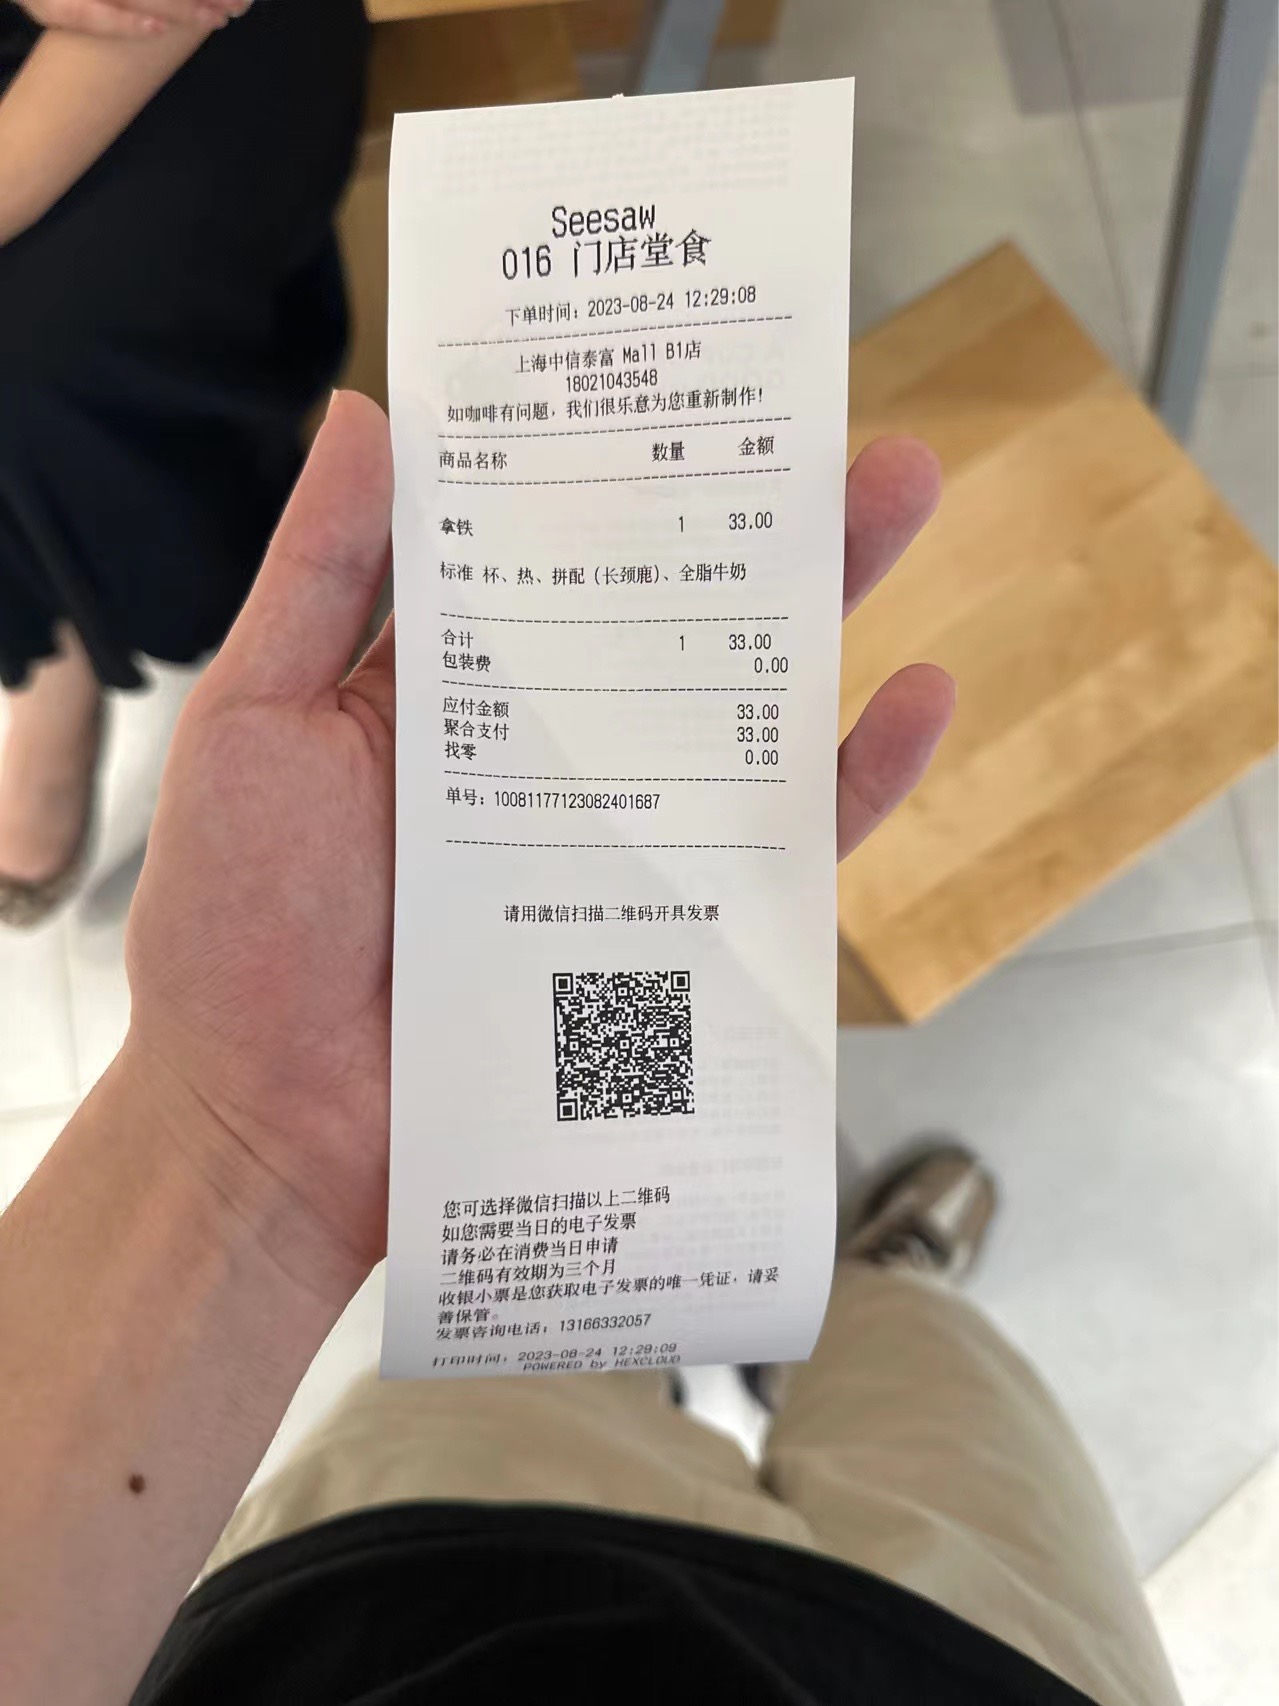 Seesaw
016 门店堂食
下单时间：2023-08-24 12:29:08
上海中信泰富 Mall B1店
18021043548
如咖啡有问题，我们很乐意为您重新制作！
商品名称 数量 金额
拿铁 1 33.00
标准 杯、热、拼配（长颈鹿）、全脂牛奶
合计 1 33.00
包装费 0.00
应付金额 33.00
聚合支付 33.00
找零 0.00
单号：10081177123082401687
请用微信扫描二维码开具发票
您可选择微信扫描以上二维码
如您需要当日的电子发票
请务必在消费当日申请
二维码有效期为三个月
收银小票是您获取电子发票的唯一凭证，请妥
善保管。
发票咨询电话：13166332057
打印时间：2023-08-24 12:29:09
POWERED by HEXCLOUD